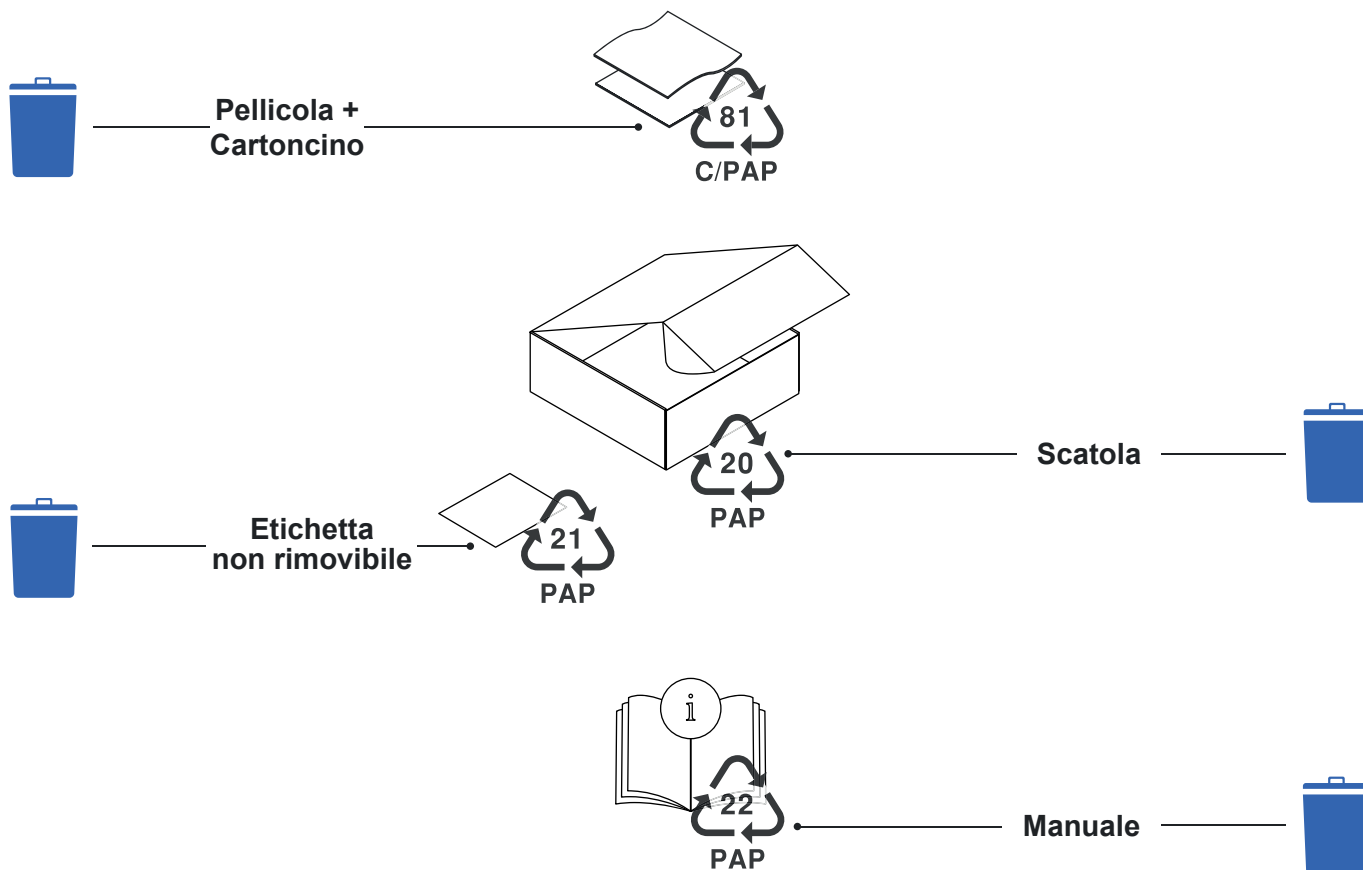 Pellicola +
Cartoncino
81
C/PAP
20
PAP
Scatola
Etichetta
non rimovibile
21
PAP
i
22
PAP
Manuale